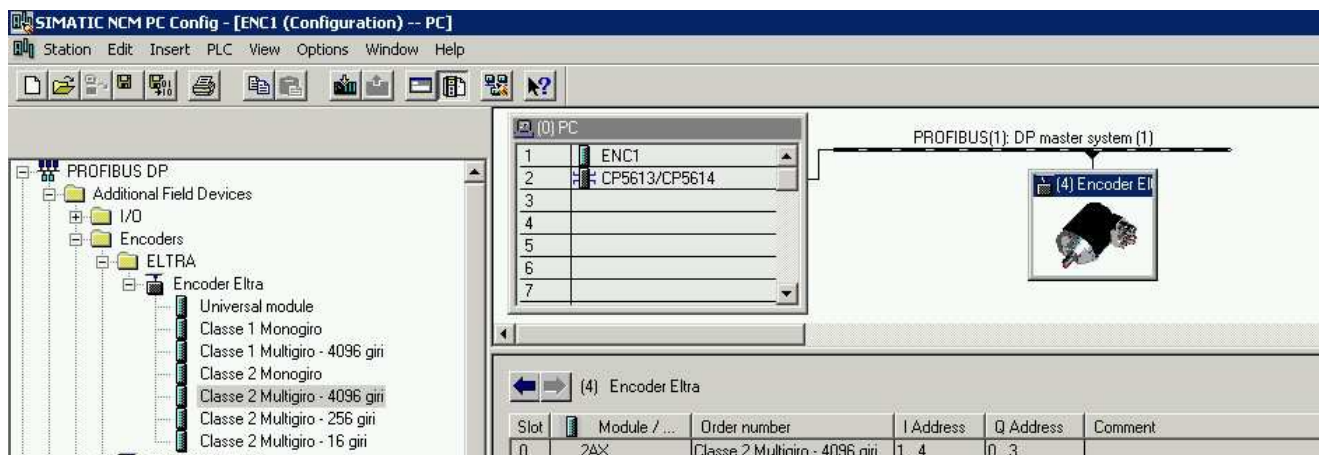 SIMATIC NCM PC Config - [ENC1 (Configuration) -- PC]
Station Edit Insert PLC View Options Window Help
PROFIBUS DP
Additional Field Devices
I/O
Encoders
ELTRA
Encoder Eltra
Universal module
Classe 1 Monogiro
Classe 1 Multigiro - 4096 giri
Classe 2 Monogiro
Classe 2 Multigiro - 4096 giri
Classe 2 Multigiro - 256 giri
Classe 2 Multigiro - 16 giri
(0) PC
1 ENC1
2 CP5613/CP5614
3
4
5
6
7
PROFIBUS(1): DP master system (1)
(4) Encoder Elt
(4) Encoder Eltra
Slot Module / ... Order number I Address Q Address Comment
0 2AX Classe 2 Multigiro - 4096 giri 1...4 0...3